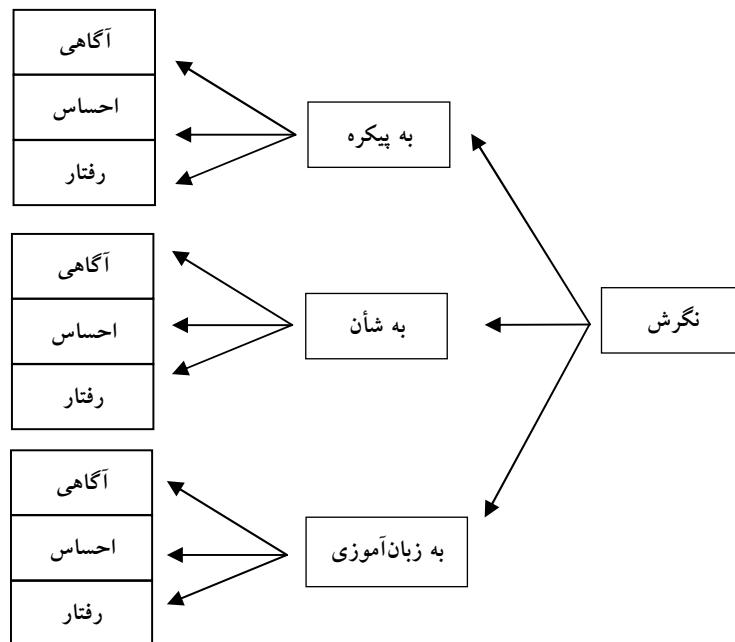 نگرش
به پیکره
آگاهی
احساس
رفتار
به شأن
آگاهی
احساس
رفتار
به زبان‌آموزی
آگاهی
احساس
رفتار